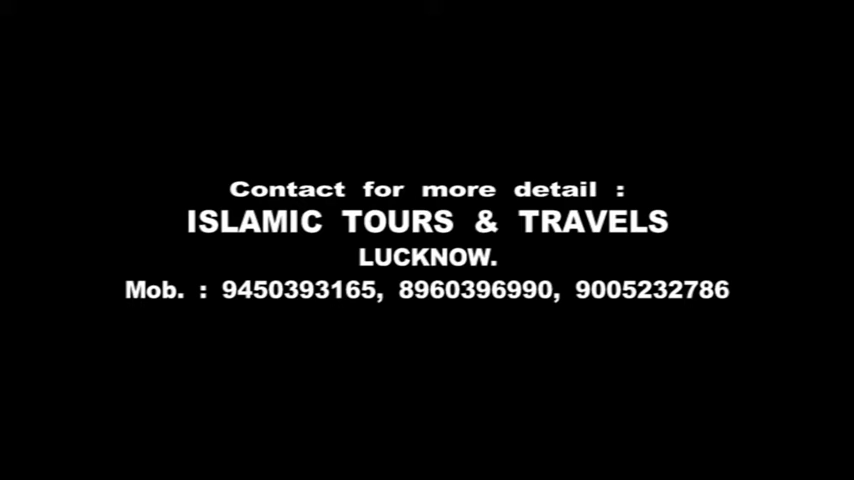 Contact for more detail :
ISLAMIC TOURS & TRAVELS
LUCKNOW.
Mob. : 9450393165, 8960396990, 9005232786